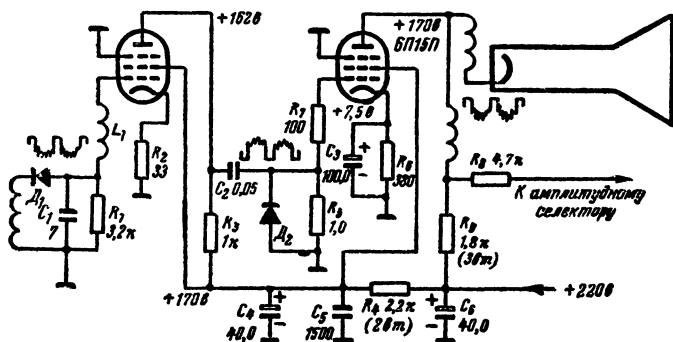 +162в
+170в
6П15П
L₁
R₂
33
Д₁
C₁
7
R₁
3,2к
C₂ 0,05
R₃
1к
Д₂
R₇
100
+7,5в
C₃
100,0
R₆
380
R₅
1,0
R₈ 4,7к
К амплитудному
селектору
R₉
1,8к
(3вт)
+170в
C₄
40,0
C₅
1500
R₄ 2,2к
(2вт)
C₆
40,0
+220в